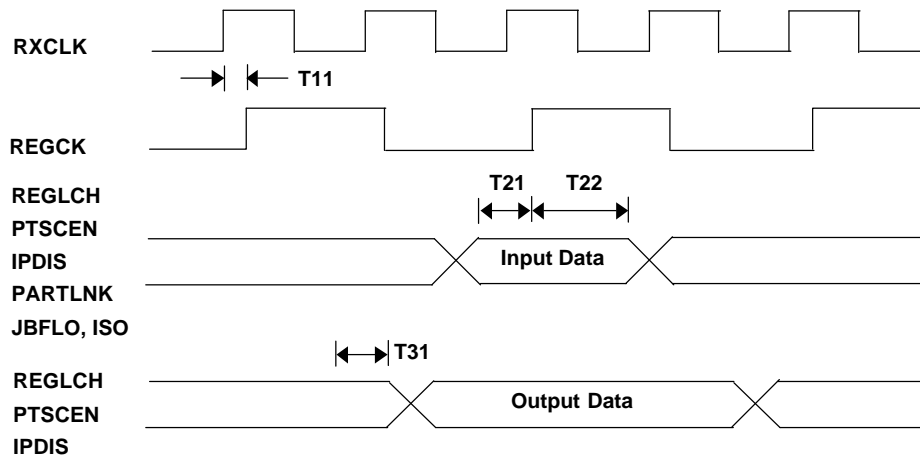 RXCLK
T11
REGCK
REGLCH
T21 T22
PTSCEN
IPDIS
Input Data
PARTLNK
JBFLO, ISO
T31
REGLCH
Output Data
PTSCEN
IPDIS